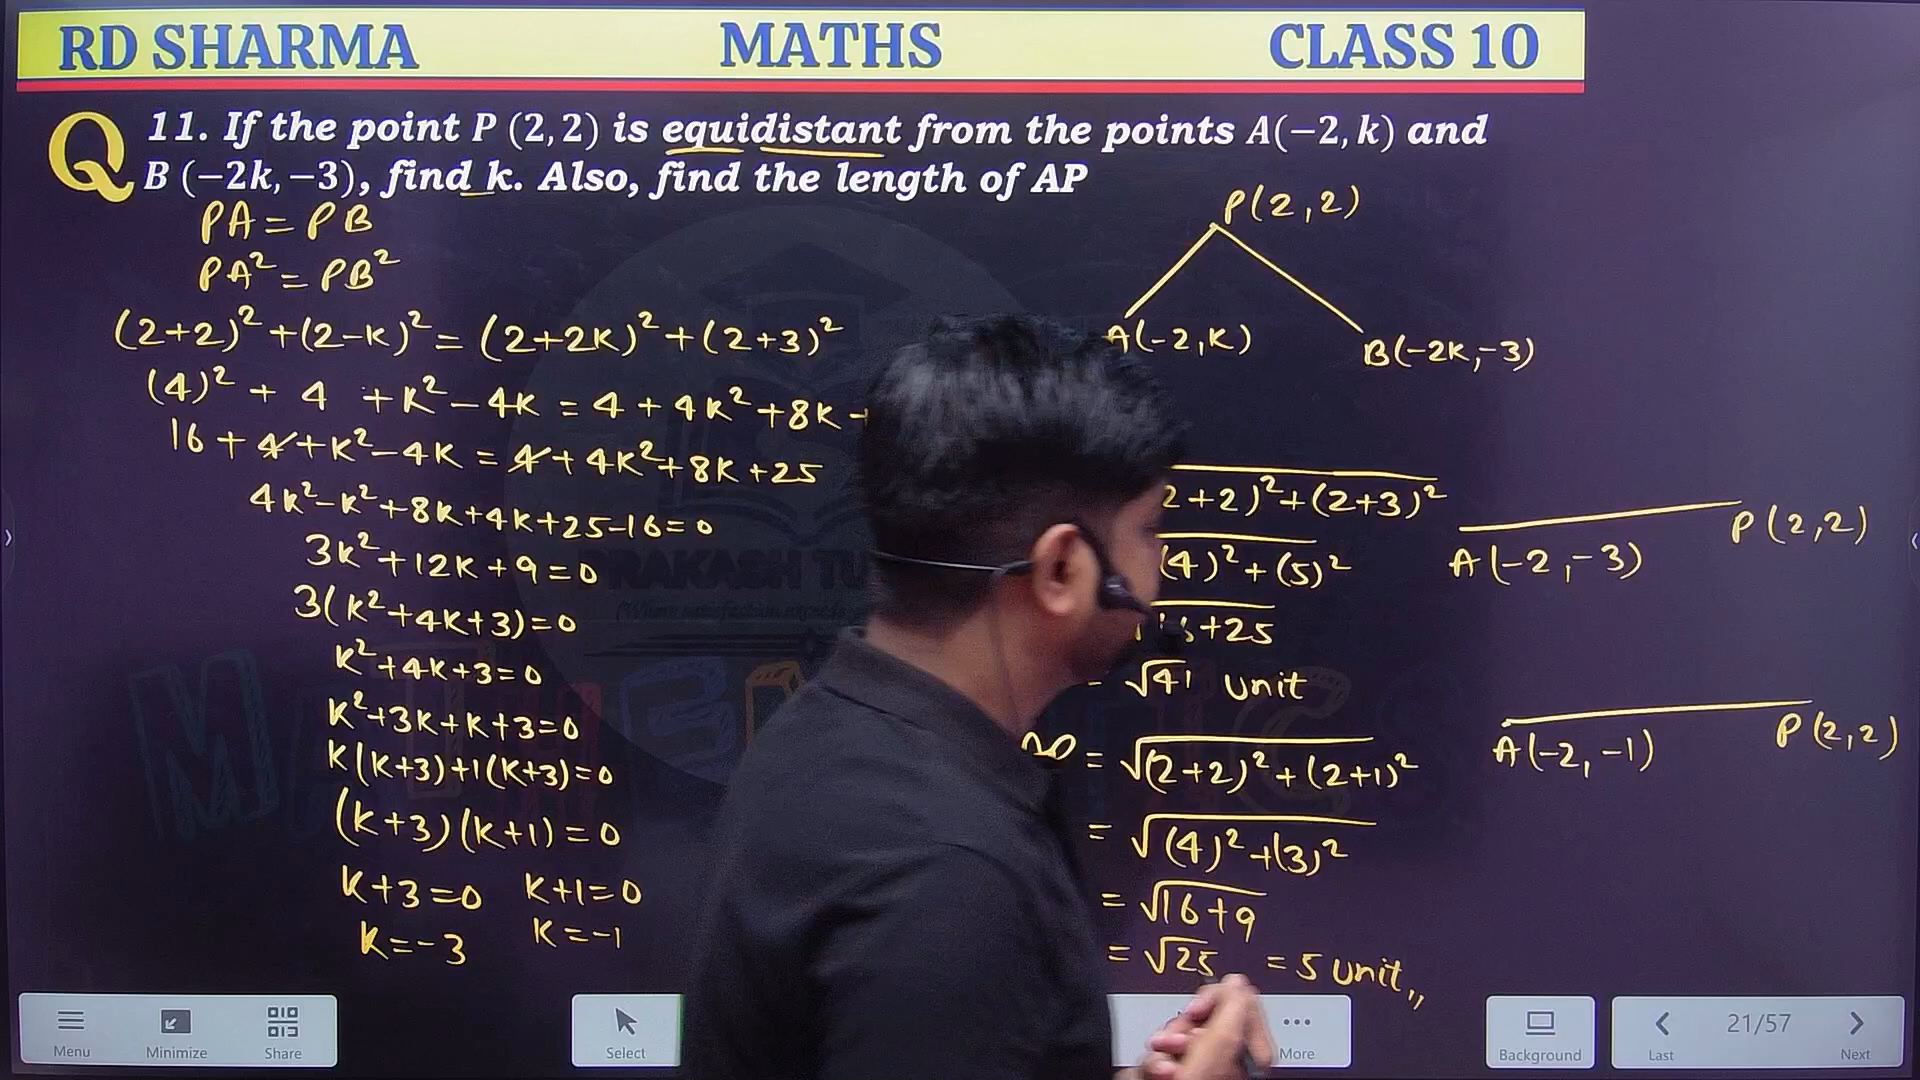 RD SHARMA MATHS CLASS 10
Q 11. If the point P (2, 2) is equidistant from the points A(−2, k) and
B (−2k, −3), find k. Also, find the length of AP
PA = PB
PA² = PB²
(2+2)² + (2-K)² = (2+2K)² + (2+3)²
(4)² + 4 + K² - 4K = 4 + 4K² + 8K +
16 + 4 + K² - 4K = 4 + 4K² + 8K + 25
4K² - K² + 8K + 4K + 25 - 16 = 0
3K² + 12K + 9 = 0
3(K² + 4K + 3) = 0
K² + 4K + 3 = 0
K² + 3K + K + 3 = 0
K(K+3) + 1(K+3) = 0
(K+3)(K+1) = 0
K+3=0 K+1=0
K=-3 K=-1
P(2,2)
A(-2,K)
B(-2K,-3)
2+2)² + (2+3)²
(4)² + (5)²
+25
- √41 unit
= √(2+2)² + (2+1)²
= √(4)² + (3)²
= √16+9
= √25 = 5 unit,,
P(2,2)
A(-2,-3)
A(-2,-1) P(2,2)
PRAKASH TU
Menu
Minimize
Share
Select
More
Background
21/57
Last
Next